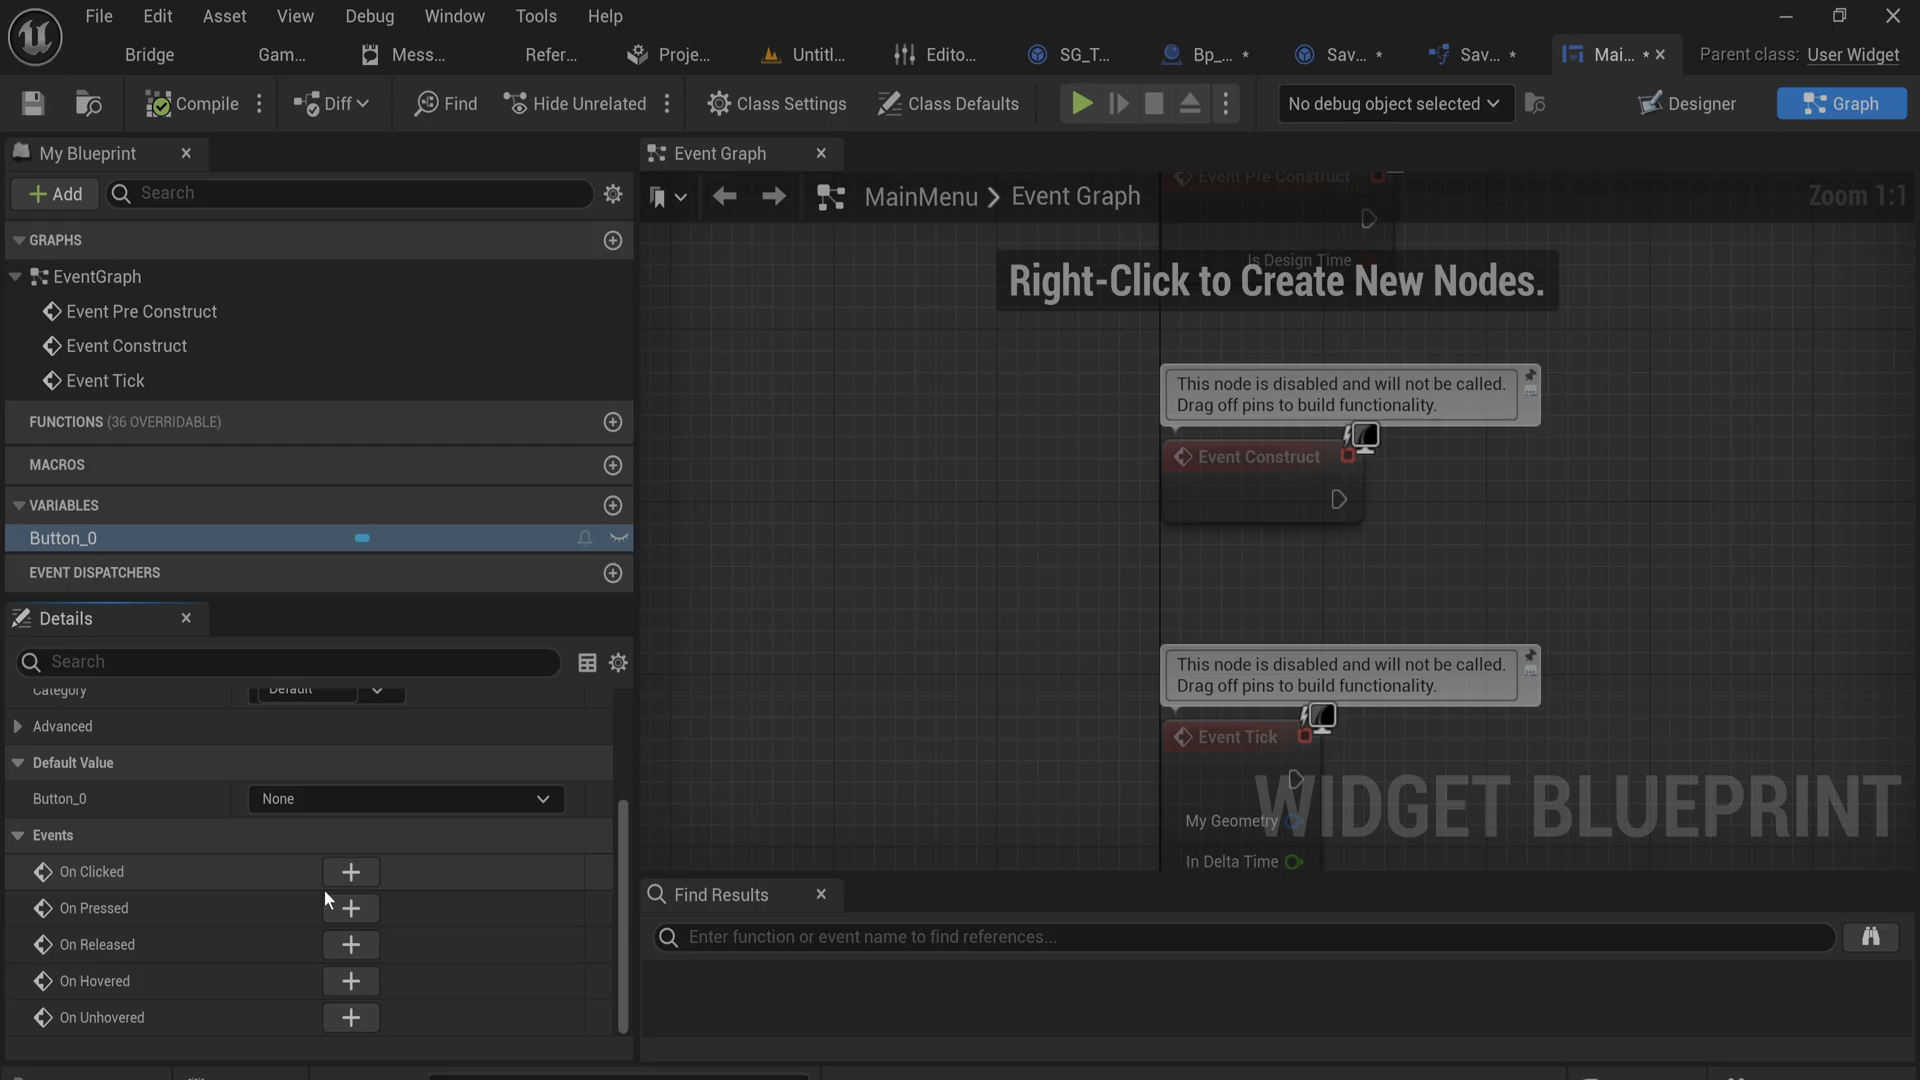 File Edit Asset View Debug Window Tools Help
Bridge Gam... Mess... Refer... Proje... Untitl... Edito... SG_T... Bp_... * Sav... * Sav... * Mai... * Parent class: User Widget
Compile Diff Find Hide Unrelated Class Settings Class Defaults No debug object selected Designer Graph
My Blueprint
Add Search
GRAPHS
EventGraph
Event Pre Construct
Event Construct
Event Tick
FUNCTIONS (36 OVERRIDABLE)
MACROS
VARIABLES
Button_0
EVENT DISPATCHERS
Details
Search
Category Default
Advanced
Default Value
Button_0 None
Events
On Clicked
On Pressed
On Released
On Hovered
On Unhovered
Event Graph
MainMenu > Event Graph Zoom 1:1
Event Pre Construct
Is Design Time
Right-Click to Create New Nodes.
This node is disabled and will not be called.
Drag off pins to build functionality.
Event Construct
This node is disabled and will not be called.
Drag off pins to build functionality.
Event Tick
My Geometry
In Delta Time
WIDGET BLUEPRINT
Find Results
Enter function or event name to find references...